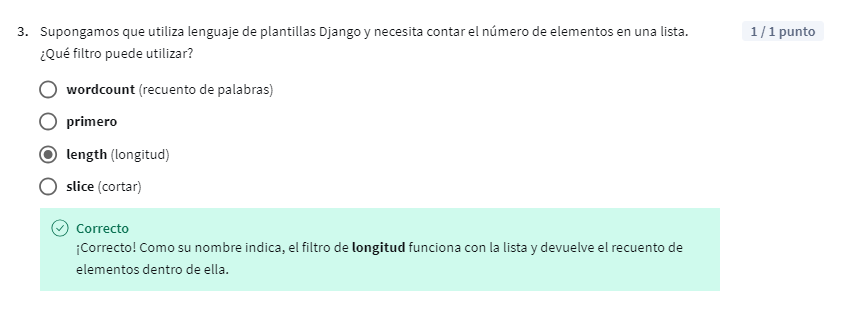 3. Supongamos que utiliza lenguaje de plantillas Django y necesita contar el número de elementos en una lista.
1 / 1 punto
¿Qué filtro puede utilizar?
wordcount (recuento de palabras)
primero
length (longitud)
slice (cortar)
Correcto
¡Correcto! Como su nombre indica, el filtro de longitud funciona con la lista y devuelve el recuento de
elementos dentro de ella.